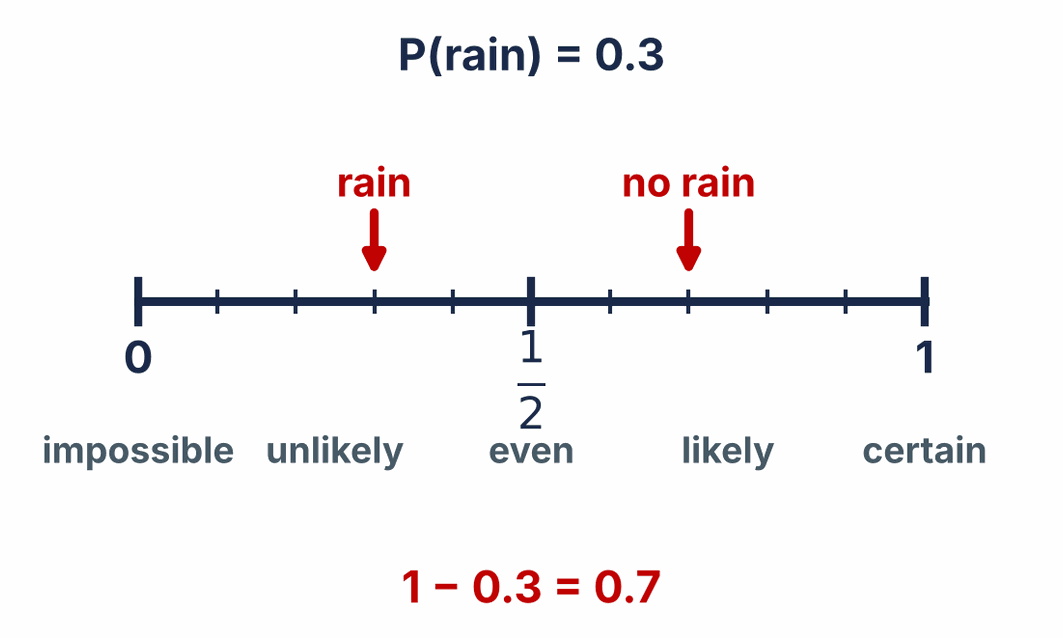 P(rain) = 0.3
rain no rain
0 1/2 1
impossible unlikely even likely certain
1 − 0.3 = 0.7